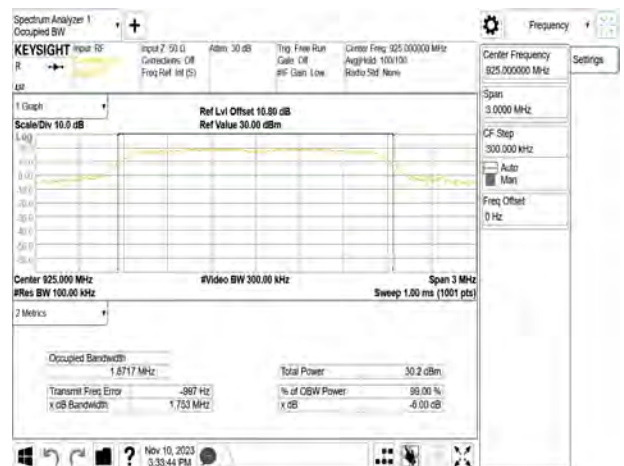 Spectrum Analyzer 1
Occupied BW
+
Frequency
KEYSIGHT Input: RF
R
Input Z: 50 Ω
Corrections: Off
Freq Ref: Int (S)
Atten: 30 dB
Trig: Free Run
Gate: Off
#IF Gain: Low
Center Freq: 925.000000 MHz
Avg|Hold: 100/100
Radio Std: None
Center Frequency
925.000000 MHz
Settings
Span
3.0000 MHz
CF Step
300.000 kHz
Auto
Man
Freq Offset
0 Hz
1 Graph
Scale/Div 10.0 dB
Ref Lvl Offset 10.80 dB
Ref Value 30.00 dBm
Log
Center 925.000 MHz
#Video BW 300.00 kHz
Span 3 MHz
#Res BW 100.00 kHz
Sweep 1.00 ms (1001 pts)
2 Metrics
Occupied Bandwidth
1.8717 MHz
Total Power 30.2 dBm
Transmit Freq Error -997 Hz
% of OBW Power 99.00 %
x dB Bandwidth 1.753 MHz
x dB -6.00 dB
?
Nov 10, 2023
3:33:44 PM